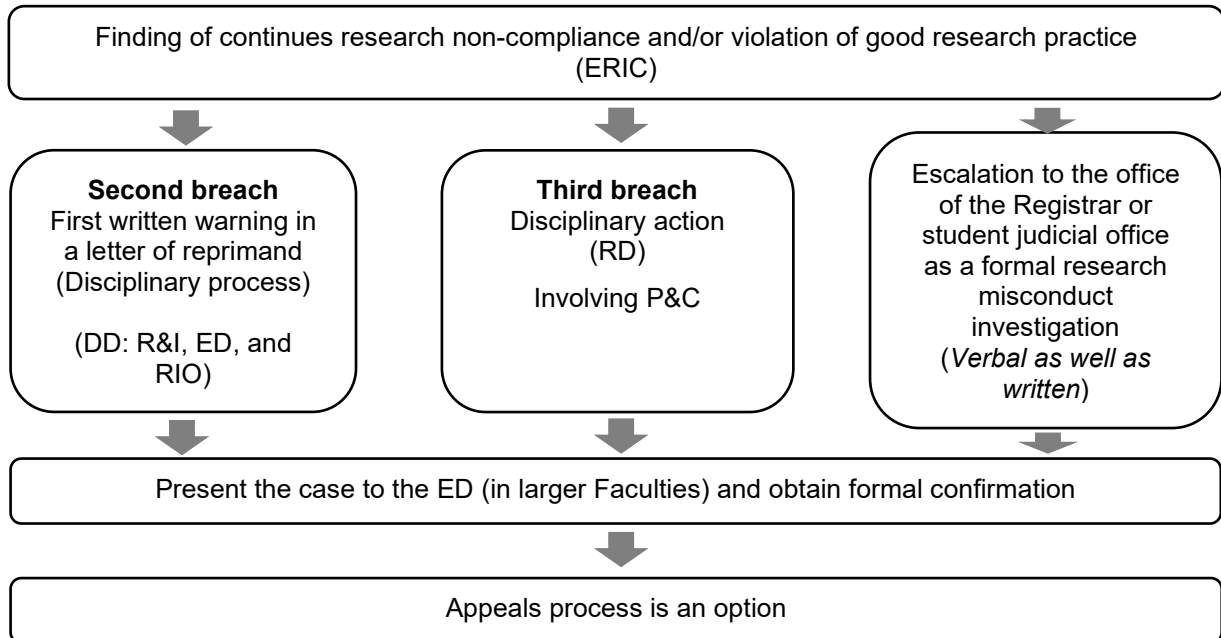 Finding of continues research non-compliance and/or violation of good research practice
(ERIC)
Second breach
First written warning in
a letter of reprimand
(Disciplinary process)
(DD: R&I, ED, and
RIO)
Third breach
Disciplinary action
(RD)
Involving P&C
Escalation to the office
of the Registrar or
student judicial office
as a formal research
misconduct
investigation
(Verbal as well as
written)
Present the case to the ED (in larger Faculties) and obtain formal confirmation
Appeals process is an option